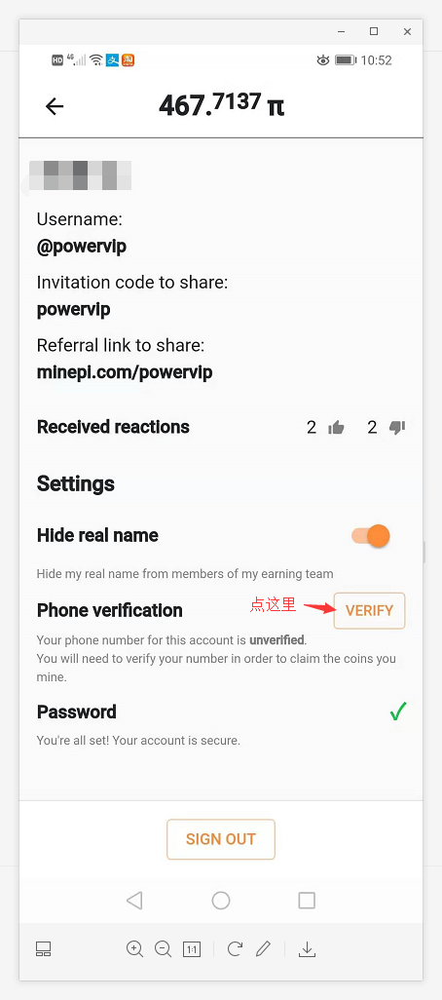 HD 4G 支 淘 10:52
467.7137 π
Username:
@powervip
Invitation code to share:
powervip
Referral link to share:
minepi.com/powervip
Received reactions 2 2
Settings
Hide real name
Hide my real name from members of my earning team
Phone verification 点这里 VERIFY
Your phone number for this account is unverified.
You will need to verify your number in order to claim the coins you
mine.
Password
You're all set! Your account is secure.
SIGN OUT
1:1